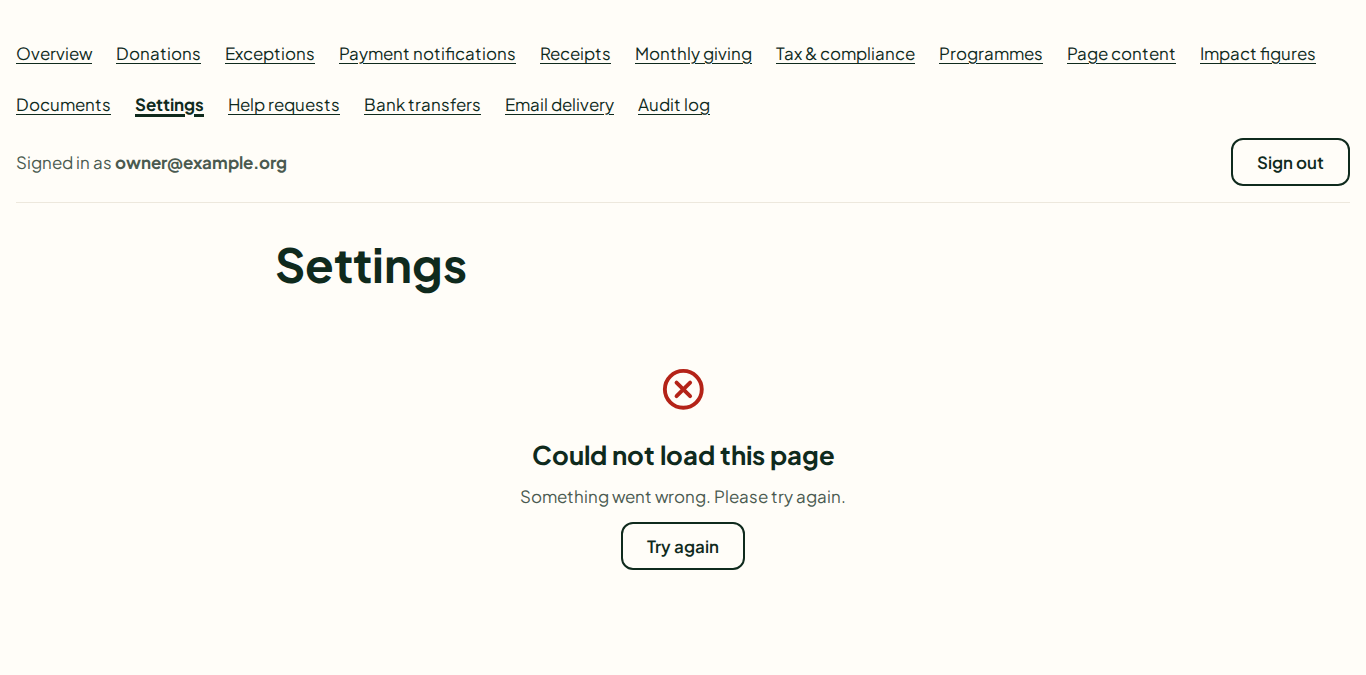 Overview Donations Exceptions Payment notifications Receipts Monthly giving Tax & compliance Programmes Page content Impact figures
Documents Settings Help requests Bank transfers Email delivery Audit log
Signed in as owner@example.org Sign out
Settings
Could not load this page
Something went wrong. Please try again.
Try again